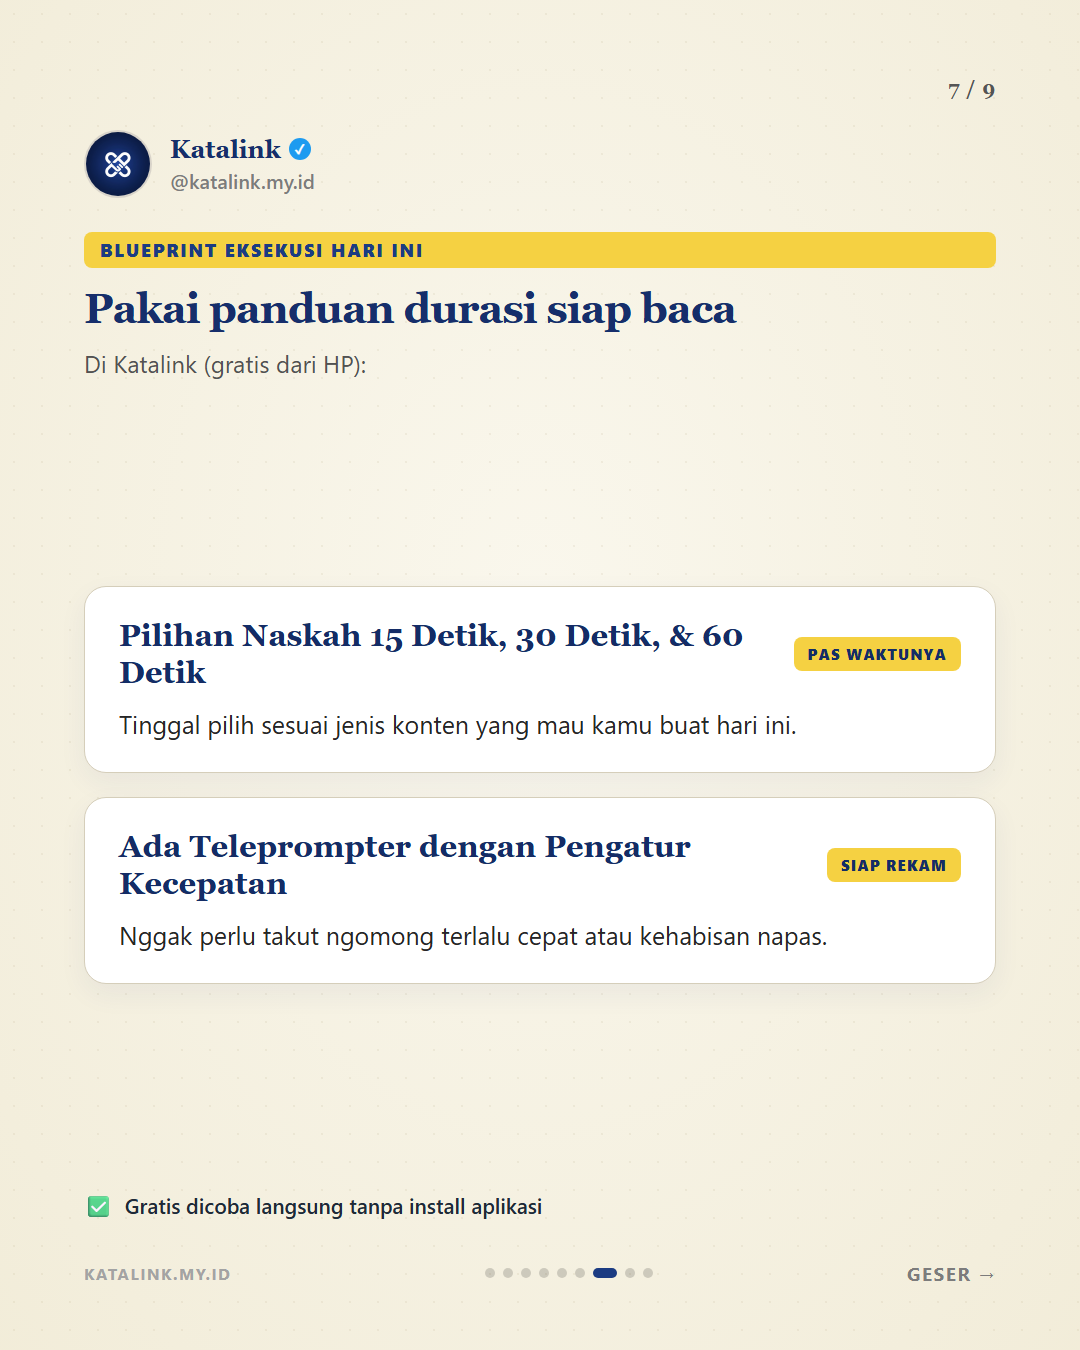 7 / 9
Katalink
@katalink.my.id
BLUEPRINT EKSEKUSI HARI INI
Pakai panduan durasi siap baca
Di Katalink (gratis dari HP):
Pilihan Naskah 15 Detik, 30 Detik, & 60
Detik
PAS WAKTUNYA
Tinggal pilih sesuai jenis konten yang mau kamu buat hari ini.
Ada Teleprompter dengan Pengatur
Kecepatan
SIAP REKAM
Nggak perlu takut ngomong terlalu cepat atau kehabisan napas.
Gratis dicoba langsung tanpa install aplikasi
KATALINK.MY.ID
GESER →